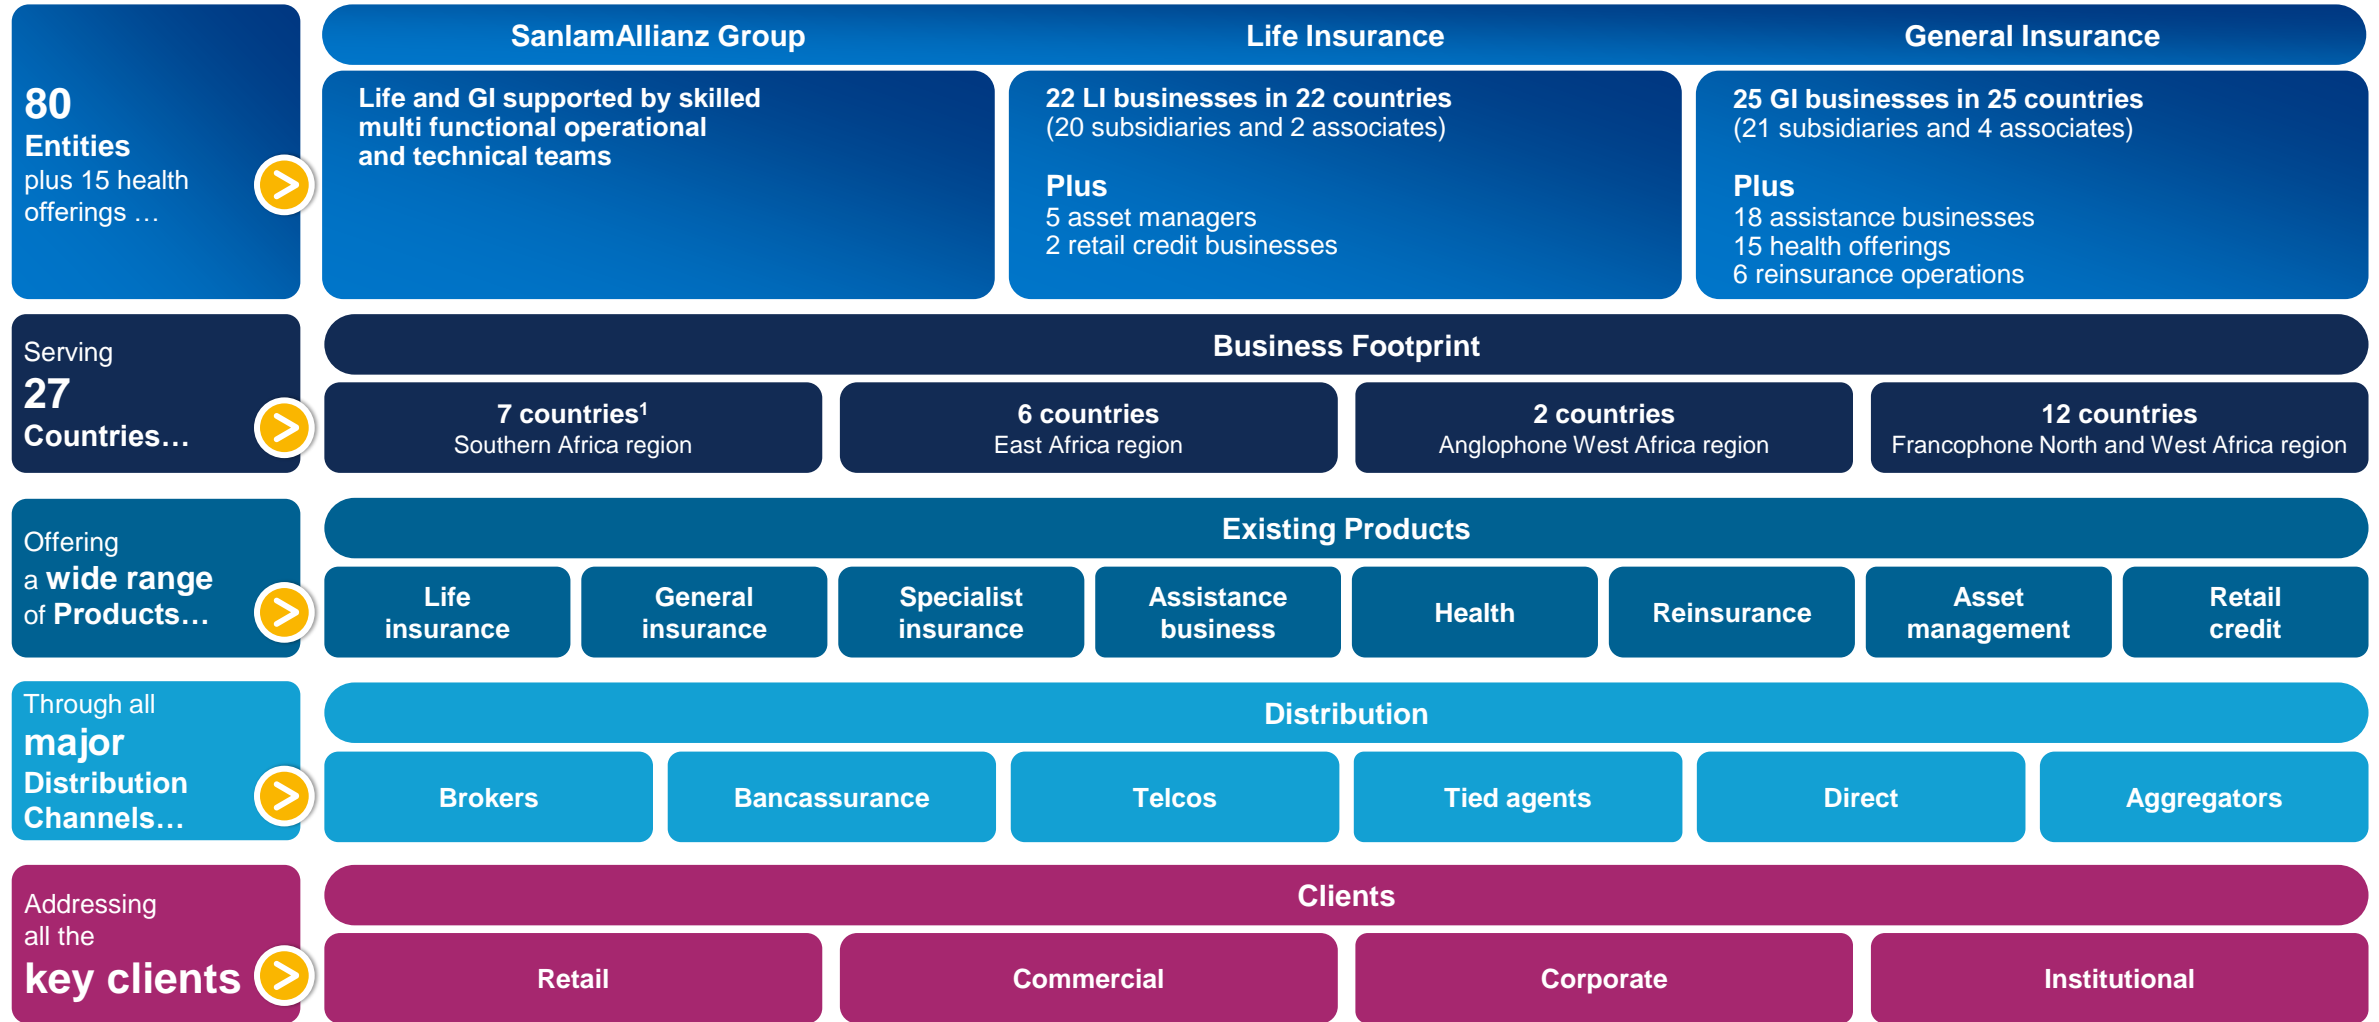 80
Entities
plus 15 health
offerings …
SanlamAllianz Group
Life Insurance
General Insurance
Life and GI supported by skilled
multi functional operational
and technical teams
22 LI businesses in 22 countries
(20 subsidiaries and 2 associates)
Plus
5 asset managers
2 retail credit businesses
25 GI businesses in 25 countries
(21 subsidiaries and 4 associates)
Plus
18 assistance businesses
15 health offerings
6 reinsurance operations
Serving
27
Countries…
Business Footprint
7 countries¹
Southern Africa region
6 countries
East Africa region
2 countries
Anglophone West Africa region
12 countries
Francophone North and West Africa region
Offering
a wide range
of Products…
Existing Products
Life
insurance
General
insurance
Specialist
insurance
Assistance
business
Health
Reinsurance
Asset
management
Retail
credit
Through all
major
Distribution
Channels…
Distribution
Brokers
Bancassurance
Telcos
Tied agents
Direct
Aggregators
Addressing
all the
key clients
Clients
Retail
Commercial
Corporate
Institutional